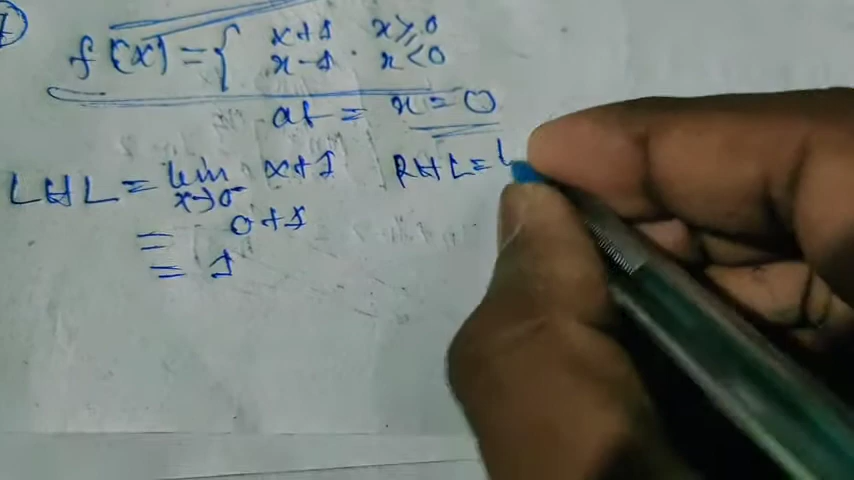 f(x) = { x+1 . x≥0
x-1 x<0
at = x = 0
LHL = lim x+1 RHL = l
x→0⁻
= 0+1
= 1